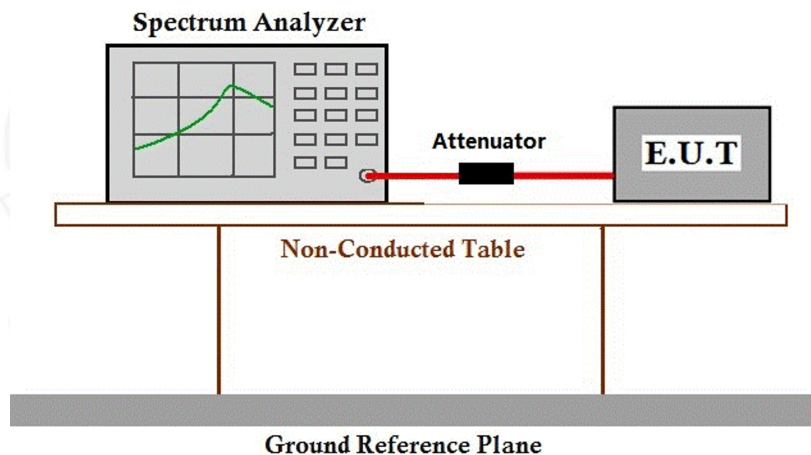 Spectrum Analyzer
Attenuator
E.U.T
Non-Conducted Table
Ground Reference Plane